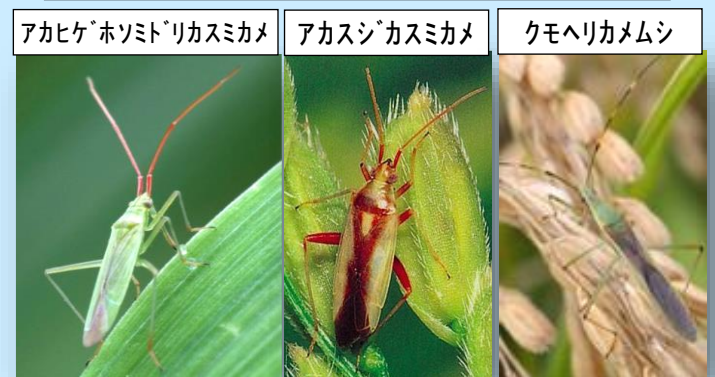 ｱｶﾋｹﾞﾎｿﾐﾄﾞﾘｶｽﾐｶﾒ
ｱｶｽｼﾞｶｽﾐｶﾒ
ｸﾓﾍﾘｶﾒﾑｼ